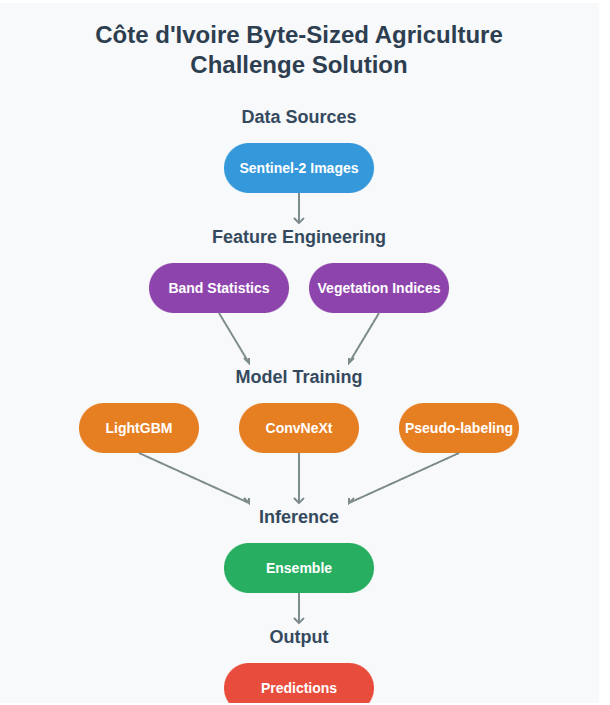 Côte d'Ivoire Byte-Sized Agriculture
Challenge Solution
Data Sources
Sentinel-2 Images
Feature Engineering
Band Statistics
Vegetation Indices
Model Training
LightGBM
ConvNeXt
Pseudo-labeling
Inference
Ensemble
Output
Predictions